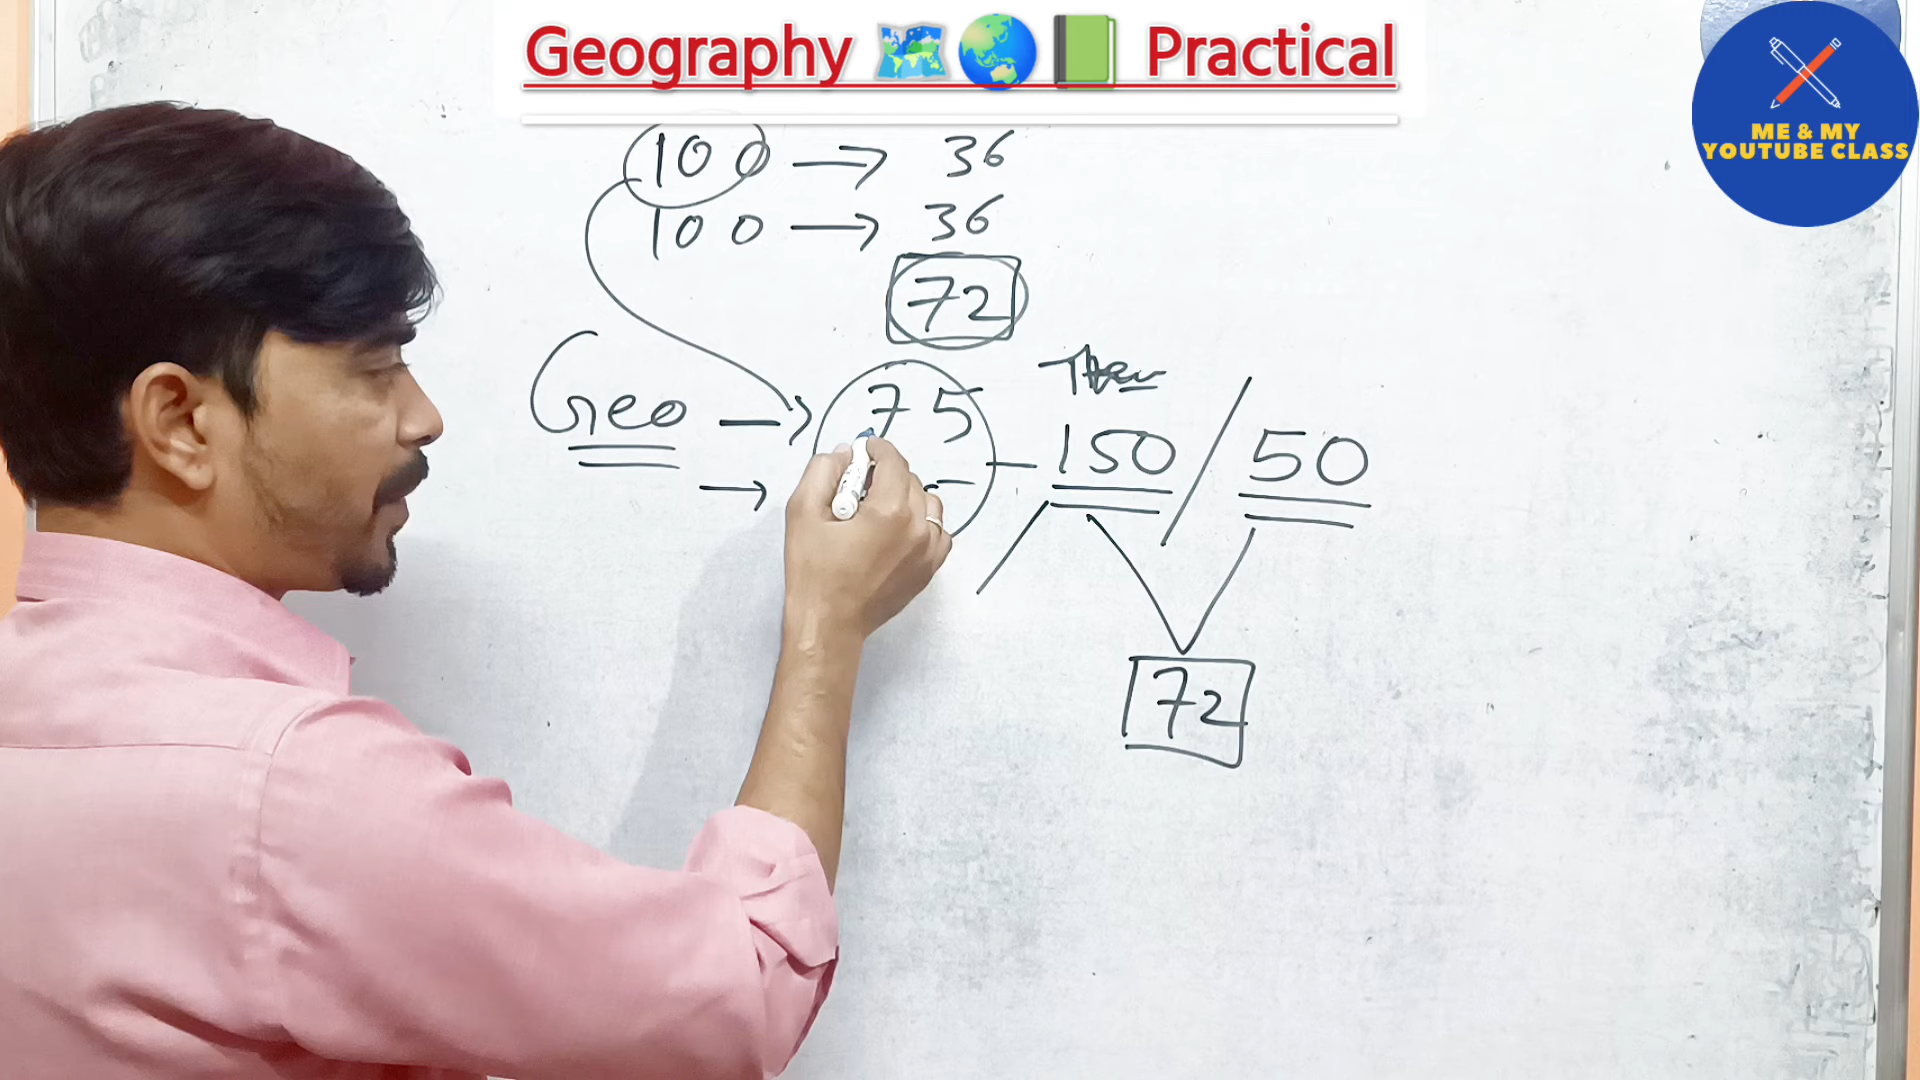 Geography 🗺️🌏📗 Practical
ME & MY
YOUTUBE CLASS
100 → 36
100 → 36
72
Geo → 75
150 / 50
→
72